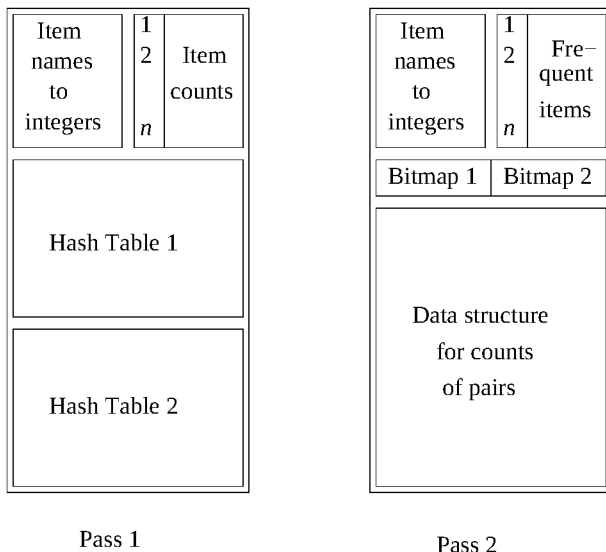 Item
names
to
integers
1
2
n
Item
counts
Hash Table 1
Hash Table 2
Pass 1
Item
names
to
integers
1
2
n
Fre−
quent
items
Bitmap 1
Bitmap 2
Data structure
for counts
of pairs
Pass 2